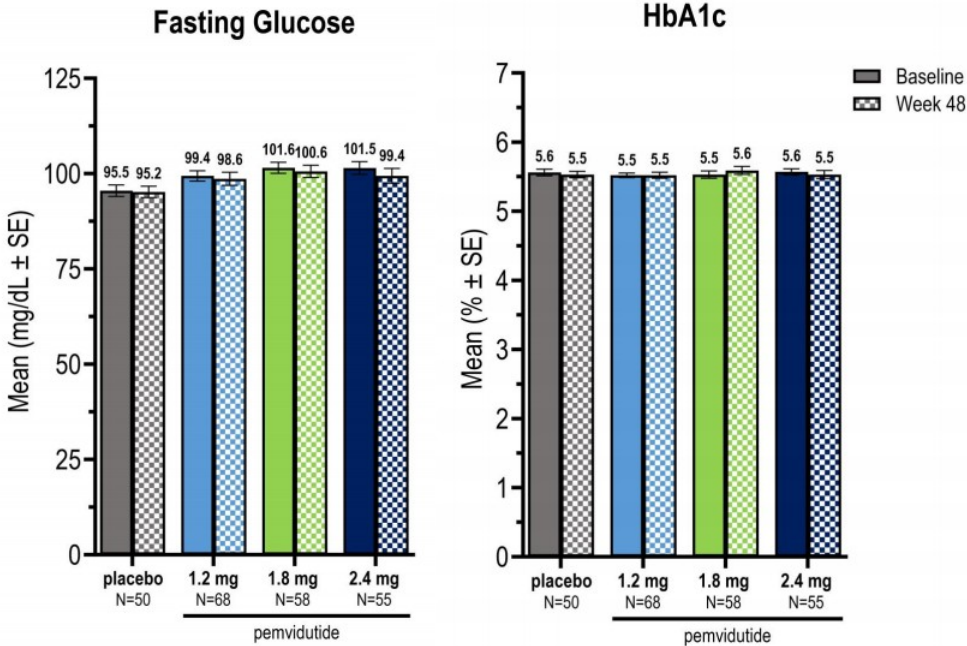 Fasting Glucose
Mean (mg/dL ± SE)
125
100
75
50
25
0
95.5 95.2
99.4 98.6
101.6 100.6
101.5 99.4
placebo 1.2 mg 1.8 mg 2.4 mg
N=50 N=68 N=58 N=55
pemvidutide
HbA1c
Mean (% ± SE)
7
6
5
4
3
2
1
0
5.6 5.5 5.5 5.5 5.5 5.6 5.6 5.5
placebo 1.2 mg 1.8 mg 2.4 mg
N=50 N=68 N=58 N=55
pemvidutide
Baseline
Week 48